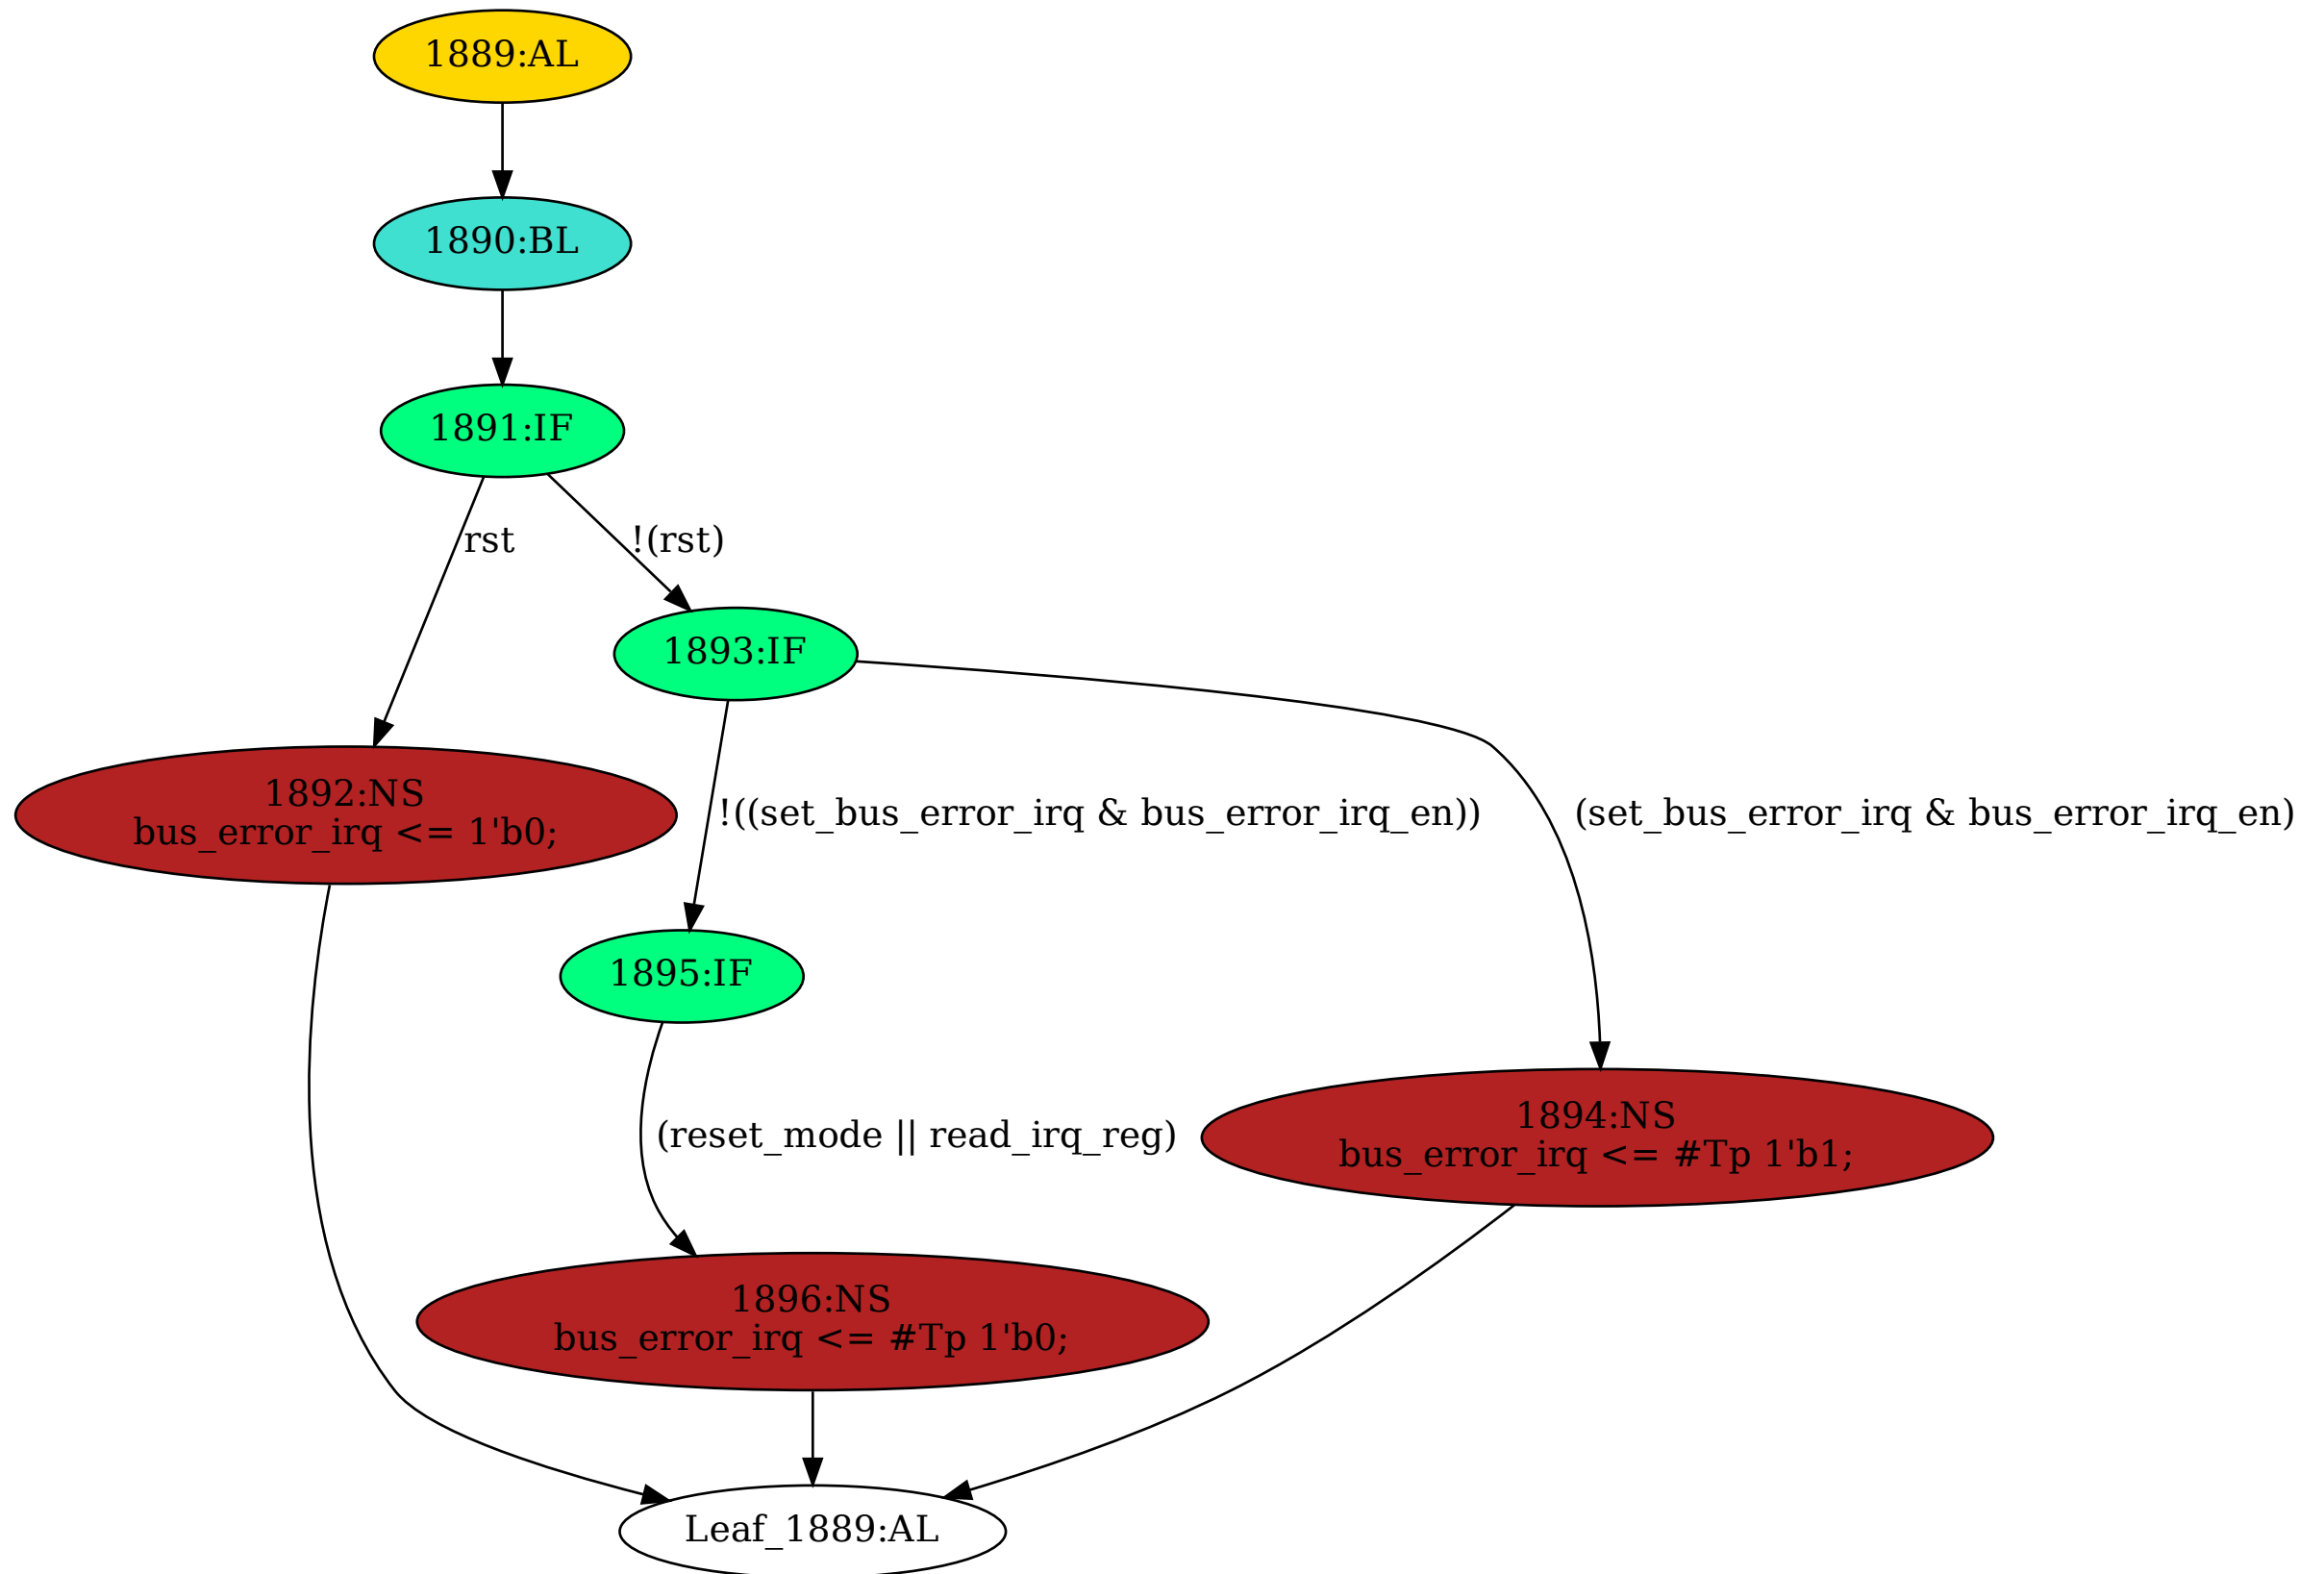 1889:AL
1890:BL
1891:IF
rst
!(rst)
1893:IF
1892:NS
bus_error_irq <= 1'b0;
!((set_bus_error_irq & bus_error_irq_en))
(set_bus_error_irq & bus_error_irq_en)
1895:IF
(reset_mode || read_irq_reg)
1894:NS
bus_error_irq <= #Tp 1'b1;
1896:NS
bus_error_irq <= #Tp 1'b0;
Leaf_1889:AL